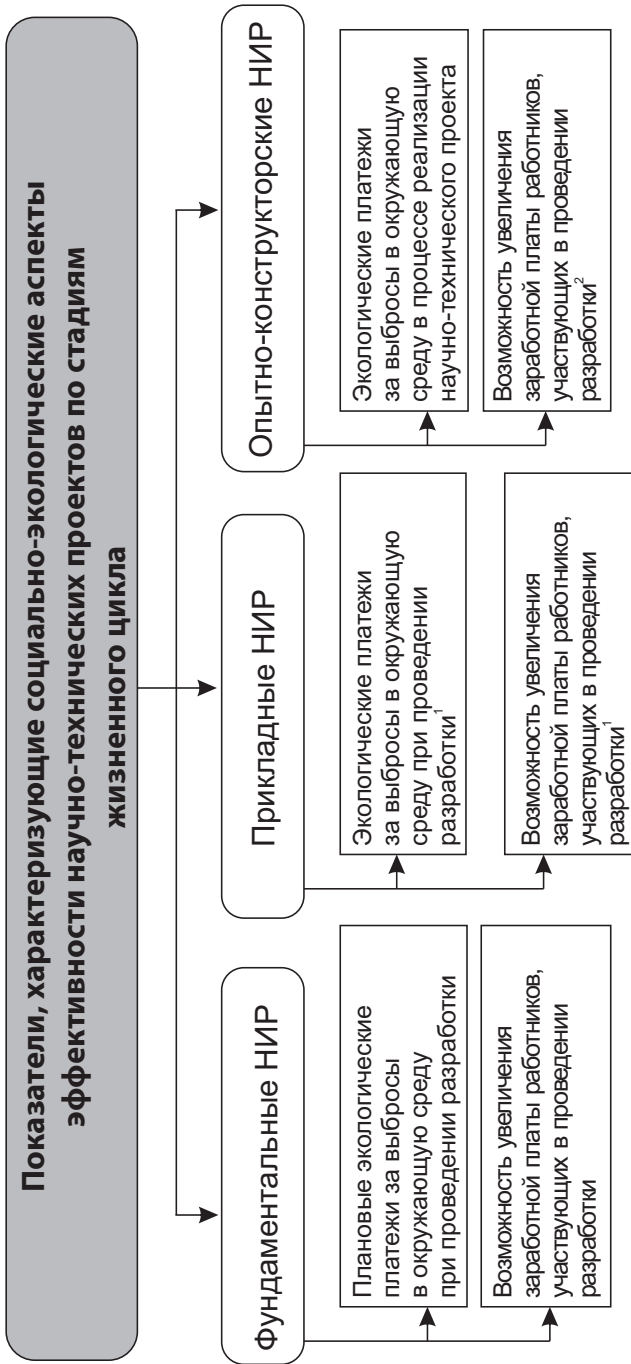 Показатели, характеризующие социально-экологические аспекты
эффективности научно-технических проектов по стадиям
жизненного цикла
Фундаментальные НИР
Плановые экологические
платежи за выбросы
в окружающую среду
при проведении разработки
Возможность увеличения
заработной платы работников,
участвующих в проведении
разработки
Прикладные НИР
Экологические платежи
за выбросы в окружающую
среду при проведении
разработки¹
Возможность увеличения
заработной платы работников,
участвующих в проведении
разработки¹
Опытно-конструкторские НИР
Экологические платежи
за выбросы в окружающую
среду в процессе реализации
научно-технического проекта
Возможность увеличения
заработной платы работников,
участвующих в проведении
разработки²